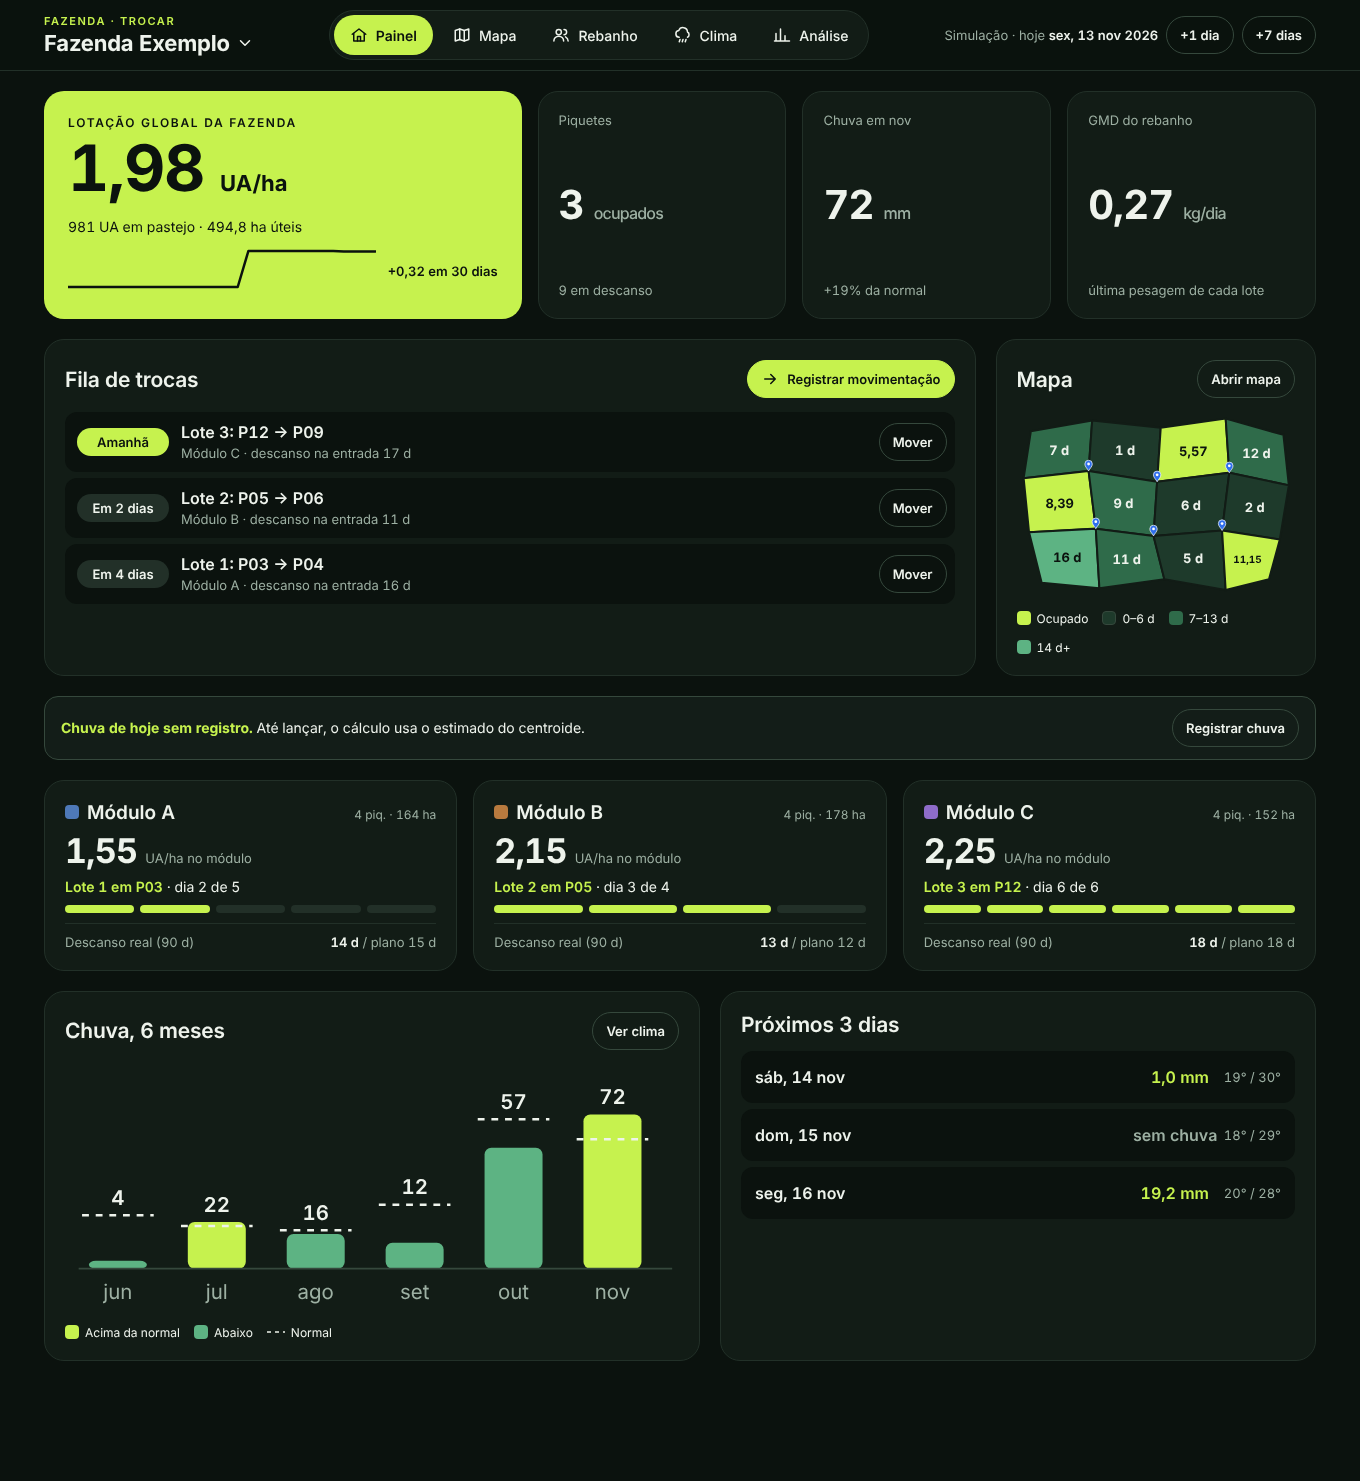 FAZENDA · TROCAR
Fazenda Exemplo
Painel
Mapa
Rebanho
Clima
Análise
Simulação · hoje sex, 13 nov 2026
+1 dia
+7 dias
LOTAÇÃO GLOBAL DA FAZENDA
1,98 UA/ha
981 UA em pastejo · 494,8 ha úteis
+0,32 em 30 dias
Piquetes
3 ocupados
9 em descanso
Chuva em nov
72 mm
+19% da normal
GMD do rebanho
0,27 kg/dia
última pesagem de cada lote
Fila de trocas
→ Registrar movimentação
Amanhã
Lote 3: P12 → P09
Módulo C · descanso na entrada 17 d
Mover
Em 2 dias
Lote 2: P05 → P06
Módulo B · descanso na entrada 11 d
Mover
Em 4 dias
Lote 1: P03 → P04
Módulo A · descanso na entrada 16 d
Mover
Mapa
Abrir mapa
7 d
1 d
5,57
12 d
8,39
9 d
6 d
2 d
16 d
11 d
5 d
11,15
Ocupado
0–6 d
7–13 d
14 d+
Chuva de hoje sem registro. Até lançar, o cálculo usa o estimado do centroide.
Registrar chuva
Módulo A
4 piq. · 164 ha
1,55 UA/ha no módulo
Lote 1 em P03 · dia 2 de 5
Descanso real (90 d)
14 d / plano 15 d
Módulo B
4 piq. · 178 ha
2,15 UA/ha no módulo
Lote 2 em P05 · dia 3 de 4
Descanso real (90 d)
13 d / plano 12 d
Módulo C
4 piq. · 152 ha
2,25 UA/ha no módulo
Lote 3 em P12 · dia 6 de 6
Descanso real (90 d)
18 d / plano 18 d
Chuva, 6 meses
Ver clima
4
22
16
12
57
72
jun
jul
ago
set
out
nov
Acima da normal
Abaixo
Normal
Próximos 3 dias
sáb, 14 nov
1,0 mm
19° / 30°
dom, 15 nov
sem chuva
18° / 29°
seg, 16 nov
19,2 mm
20° / 28°